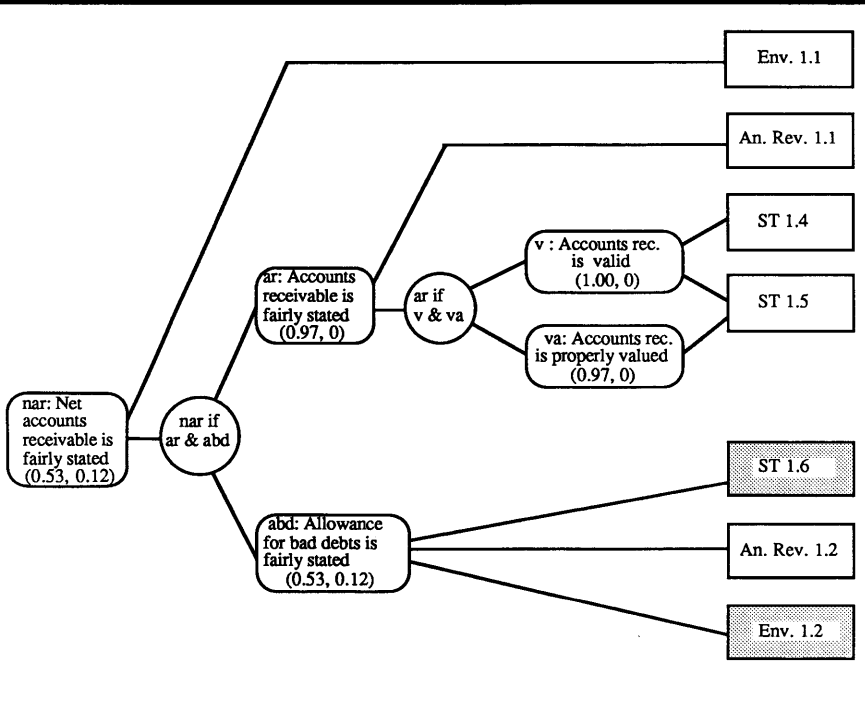 Env. 1.1
An. Rev. 1.1
ST 1.4
v : Accounts rec.
is valid
(1.00, 0)
ar: Accounts
receivable is
fairly stated
(0.97, 0)
ar if
v & va
ST 1.5
va: Accounts rec.
is properly valued
(0.97, 0)
nar: Net
accounts
receivable is
fairly stated
(0.53, 0.12)
nar if
ar & abd
ST 1.6
abd: Allowance
for bad debts is
fairly stated
(0.53, 0.12)
An. Rev. 1.2
Env. 1.2